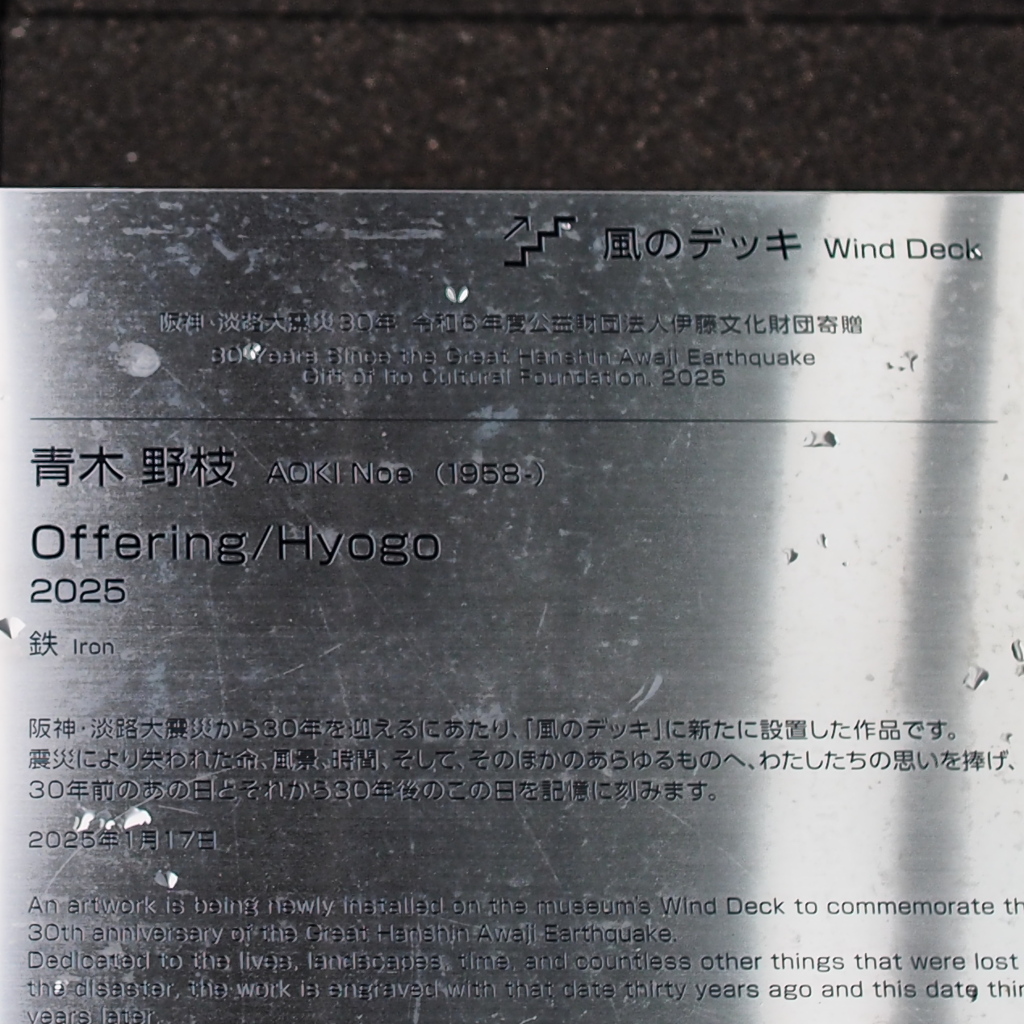 風のデッキ Wind Deck
阪神・淡路大震災30年 令和6年度公益財団法人伊藤文化財団寄贈
30 Years Since the Great Hanshin Awaji Earthquake
Gift of Ito Cultural Foundation, 2025
青木 野枝 AOKI Noe (1958-)
Offering/Hyogo
2025
鉄 Iron
阪神・淡路大震災から30年を迎えるにあたり、「風のデッキ」に新たに設置した作品です。
震災により失われた命、風景、時間、そして、そのほかのあらゆるものへ、わたしたちの思いを捧げ、
30年前のあの日とそれから30年後のこの日を記憶に刻みます。
2025年1月17日
An artwork is being newly installed on the museum's Wind Deck to commemorate th
30th anniversary of the Great Hanshin Awaji Earthquake.
Dedicated to the lives, landscapes, time, and countless other things that were lost
the disaster, the work is engraved with that date thirty years ago and this date thir
years later.